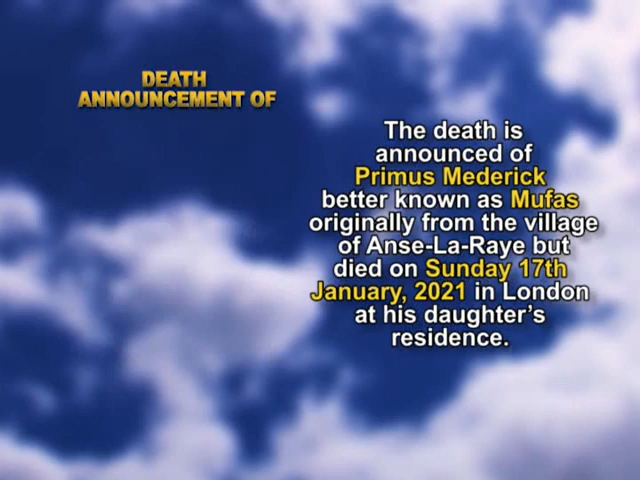 DEATH
ANNOUNCEMENT OF
The death is
announced of
Primus Mederick
better known as Mufas
originally from the village
of Anse-La-Raye but
died on Sunday 17th
January, 2021 in London
at his daughter's
residence.